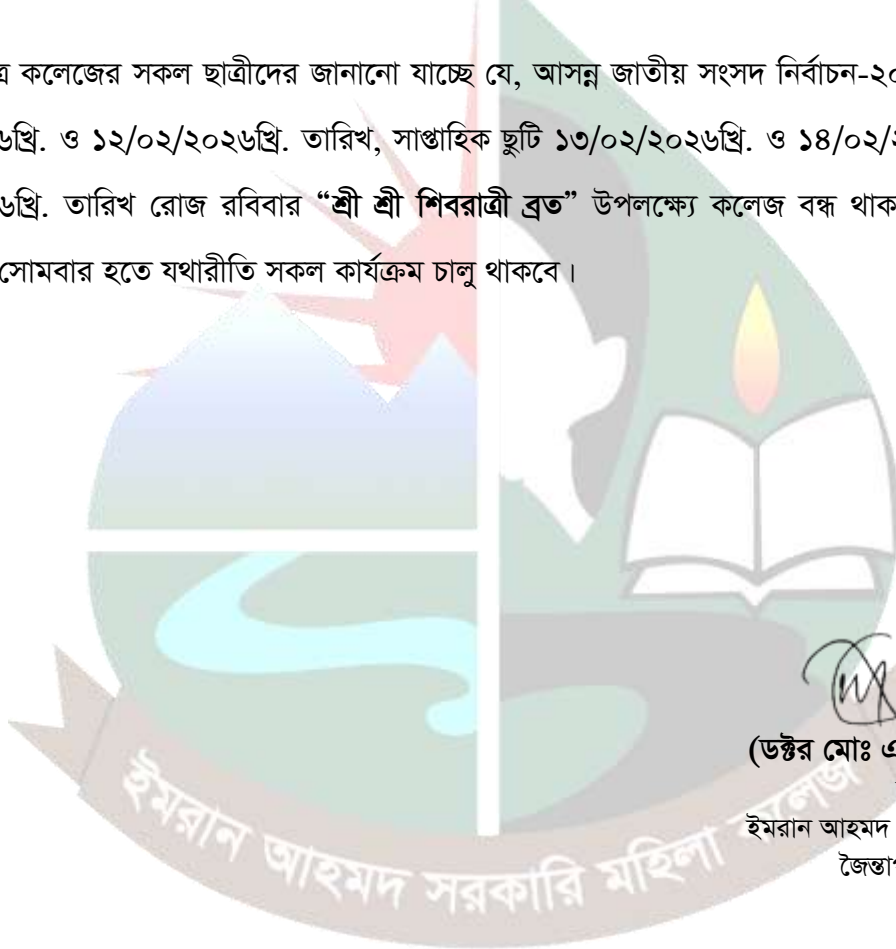 ত্র কলেজের সকল ছাত্রীদের জানানো যাচ্ছে যে, আসন্ন জাতীয় সংসদ নির্বাচন-২০
৬খ্রি. ও ১২/০২/২০২৬খ্রি. তারিখ, সাপ্তাহিক ছুটি ১৩/০২/২০২৬খ্রি. ও ১৪/০২/২
৬খ্রি. তারিখ রোজ রবিবার “শ্রী শ্রী শিবরাত্রী ব্রত” উপলক্ষ্যে কলেজ বন্ধ থাক
সোমবার হতে যথারীতি সকল কার্যক্রম চালু থাকবে।
(ডক্টর মোঃ এ
ইমরান আহমদ
জৈন্তাপ
ইমরান আহমদ সরকারি মহিলা কলেজ